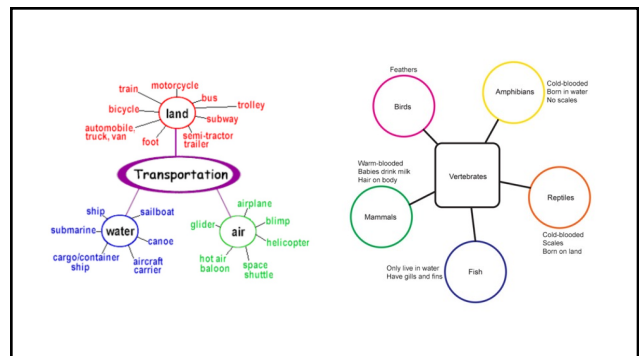 motorcycle
train
bus
trolley
bicycle
land
subway
automobile,
truck, van
foot
semi-tractor
trailer
Transportation
ship
sailboat
submarine
water
canoe
cargo/container
ship
aircraft
carrier
airplane
glider
blimp
air
helicopter
hot air
baloon
space
shuttle
Feathers
Birds
Amphibians
Cold-blooded
Born in water
No scales
Warm-blooded
Babies drink milk
Hair on body
Vertebrates
Mammals
Reptiles
Cold-blooded
Scales
Born on land
Only live in water
Have gills and fins
Fish